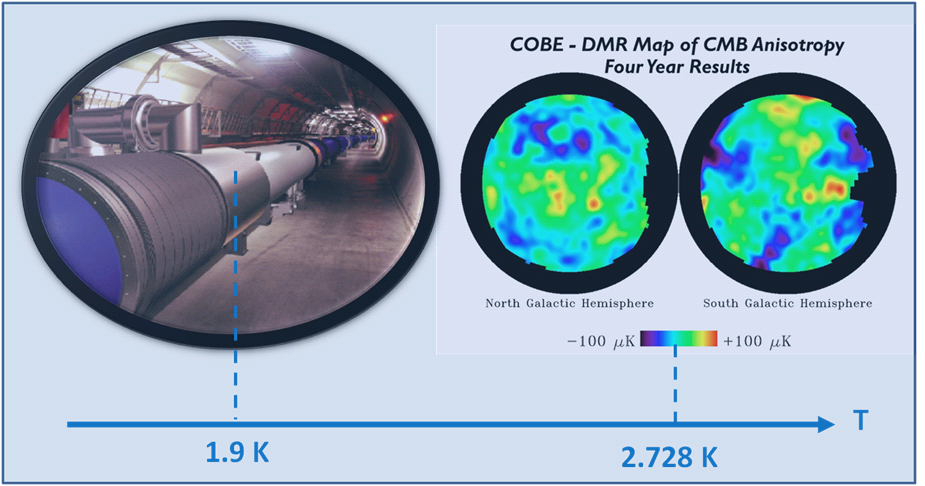 COBE - DMR Map of CMB Anisotropy
Four Year Results
North Galactic Hemisphere
South Galactic Hemisphere
−100 μK
+100 μK
T
1.9 K
2.728 K